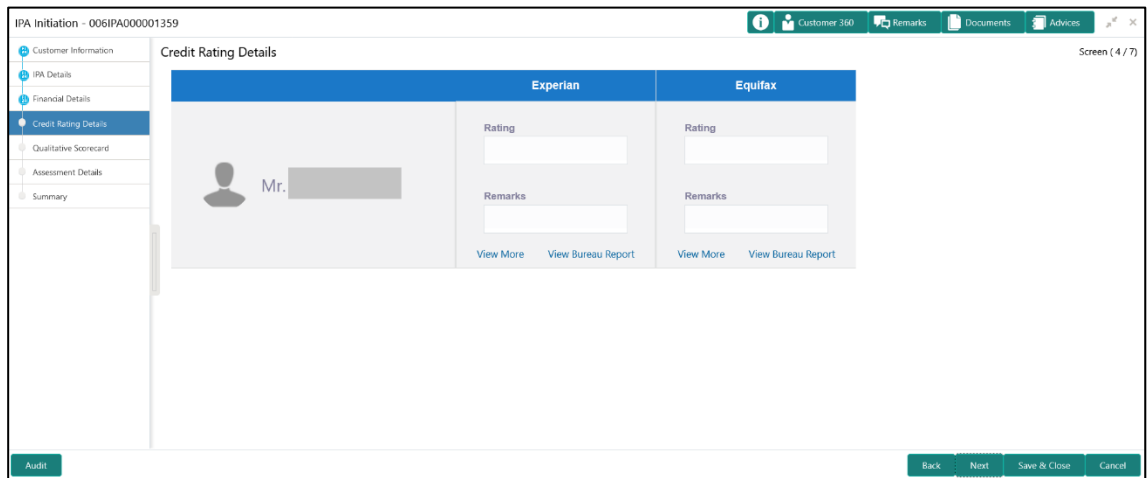 IPA Initiation - 006IPA000001359
Customer 360
Remarks
Documents
Advices
Customer Information
IPA Details
Financial Details
Credit Rating Details
Qualitative Scorecard
Assessment Details
Summary
Credit Rating Details
Screen ( 4 / 7)
Experian Equifax
Mr.
Rating Rating
Remarks Remarks
View More View Bureau Report View More View Bureau Report
Audit
Back Next Save & Close Cancel